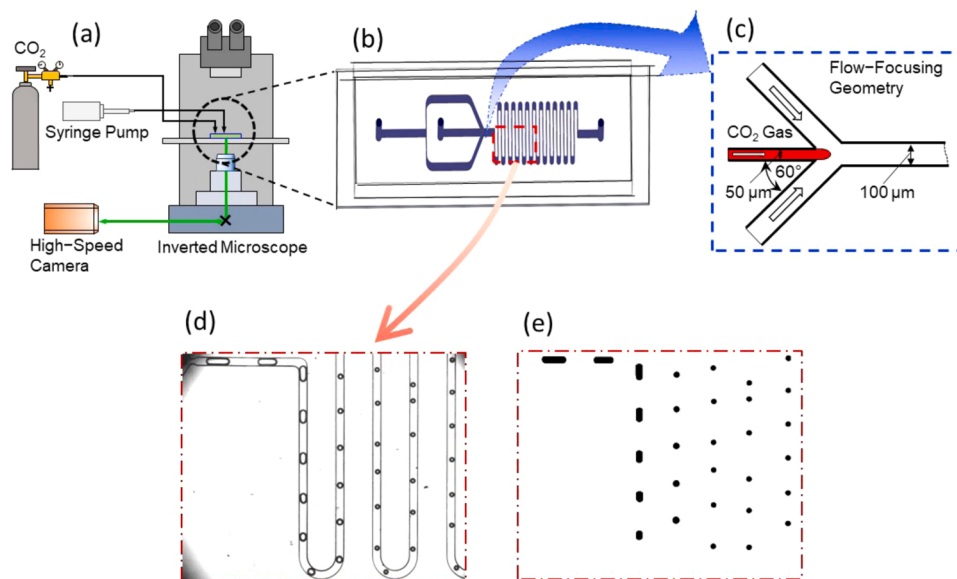 (a)
CO2
Syringe Pump
High−Speed
Camera
Inverted Microscope
(b)
(c)
Flow−Focusing
Geometry
CO2 Gas
60°
50 µm
100 µm
(d)
(e)